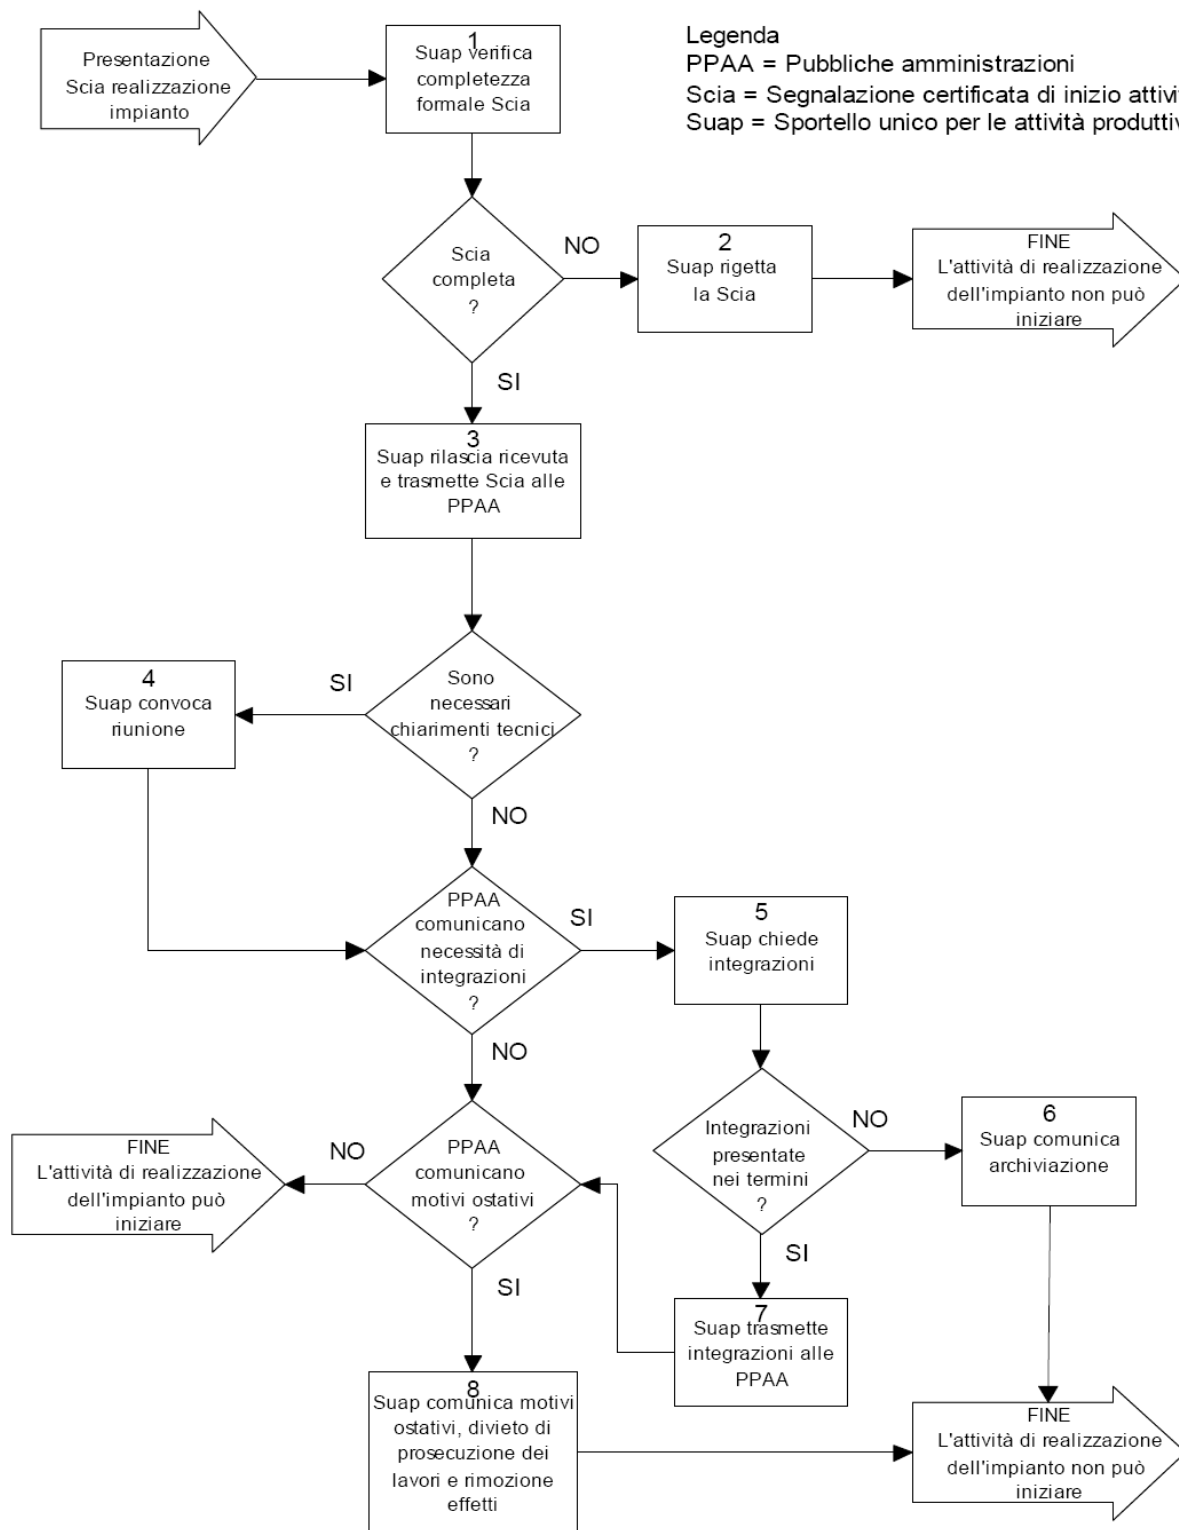 Presentazione
Scia realizzazione
impianto
1
Suap verifica
completezza
formale Scia
Legenda
PPAA = Pubbliche amministrazioni
Scia = Segnalazione certificata di inizio attivi
Suap = Sportello unico per le attività produttiv
Scia
completa
?
NO
2
Suap rigetta
la Scia
FINE
L'attività di realizzazione
dell'impianto non può
iniziare
SI
3
Suap rilascia ricevuta
e trasmette Scia alle
PPAA
Sono
necessari
chiarimenti tecnici
?
SI
4
Suap convoca
riunione
NO
PPAA
comunicano
necessità di
integrazioni
?
SI
5
Suap chiede
integrazioni
NO
Integrazioni
presentate
nei termini
?
NO
6
Suap comunica
archiviazione
PPAA
comunicano
motivi ostativi
?
NO
FINE
L'attività di realizzazione
dell'impianto può
iniziare
SI
7
Suap trasmette
integrazioni alle
PPAA
SI
8
Suap comunica motivi
ostativi, divieto di
prosecuzione dei
lavori e rimozione
effetti
FINE
L'attività di realizzazione
dell'impianto non può
iniziare